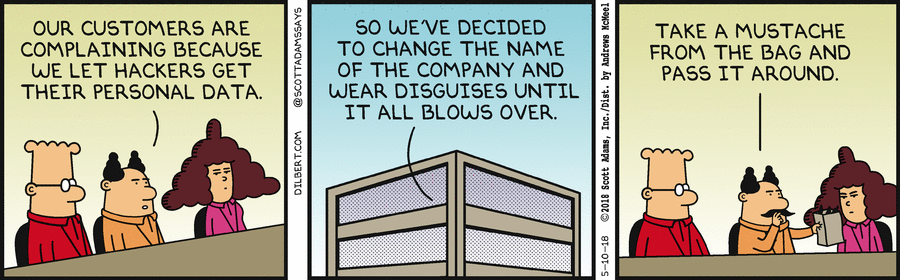 OUR CUSTOMERS ARE
COMPLAINING BECAUSE
WE LET HACKERS GET
THEIR PERSONAL DATA.
DILBERT.COM @SCOTTADAMSSAYS
SO WE'VE DECIDED
TO CHANGE THE NAME
OF THE COMPANY AND
WEAR DISGUISES UNTIL
IT ALL BLOWS OVER.
5-10-18 ©2018 Scott Adams, Inc./Dist. by Andrews McMeel
TAKE A MUSTACHE
FROM THE BAG AND
PASS IT AROUND.